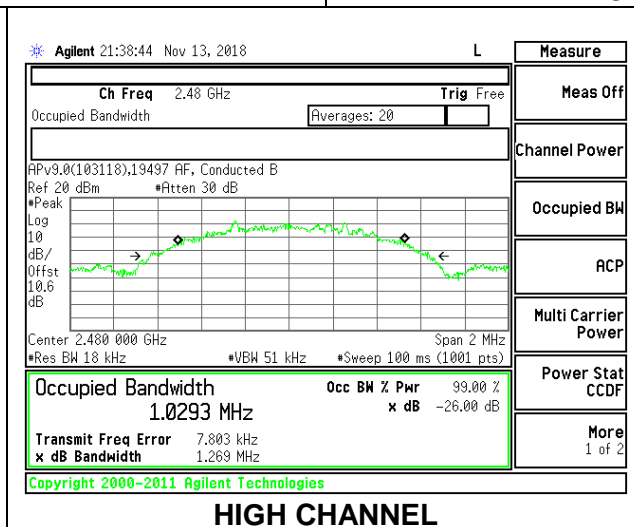 Agilent 21:38:44 Nov 13, 2018 L
Measure
Ch Freq 2.48 GHz Trig Free
Meas Off
Occupied Bandwidth Averages: 20
Channel Power
APv9.0(103118),19497 AF, Conducted B
Ref 20 dBm #Atten 30 dB
#Peak
Log
10
dB/
Offst
10.6
dB
Occupied BW
ACP
Center 2.480 000 GHz Span 2 MHz
#Res BW 18 kHz #VBW 51 kHz #Sweep 100 ms (1001 pts)
Multi Carrier
Power
Occupied Bandwidth Occ BW % Pwr 99.00 %
1.0293 MHz x dB -26.00 dB
Power Stat
CCDF
Transmit Freq Error 7.803 kHz
x dB Bandwidth 1.269 MHz
More
1 of 2
Copyright 2000-2011 Agilent Technologies
HIGH CHANNEL